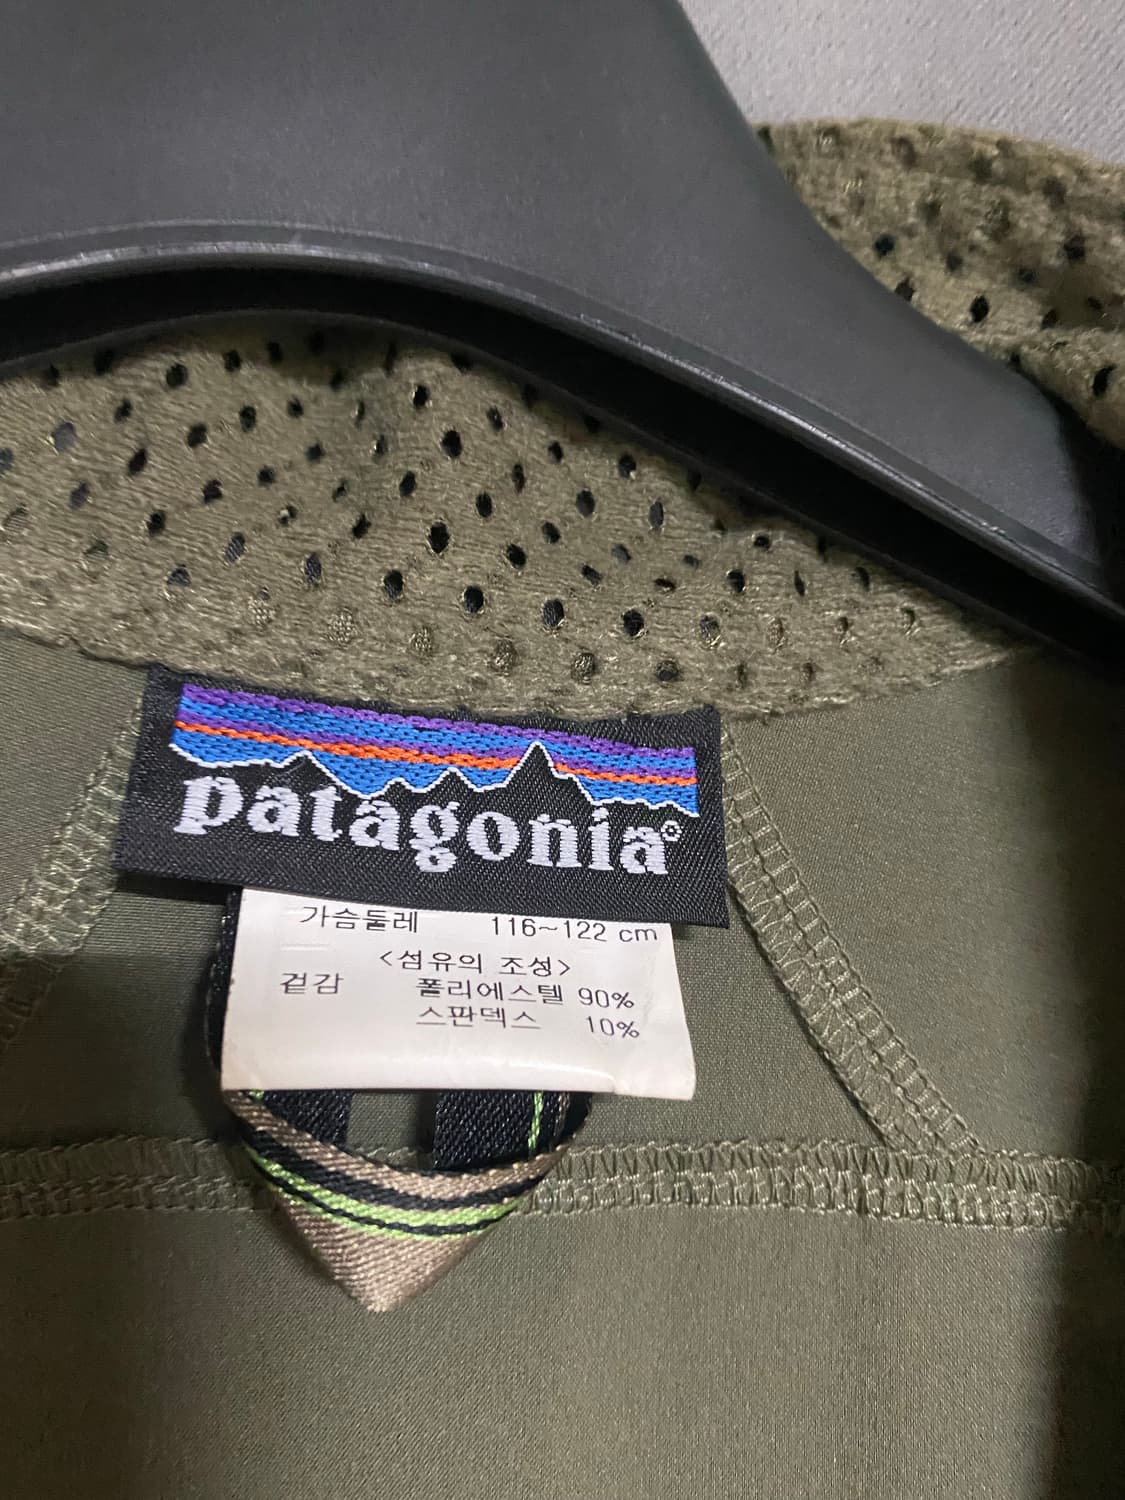 patagonia®
가슴둘레 116~122 cm
<섬유의 조성>
겉감 폴리에스텔 90%
스판덱스 10%